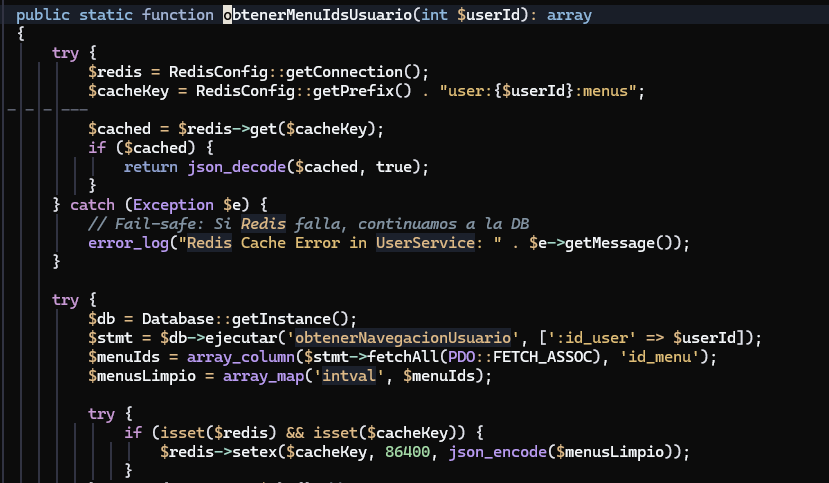 public static function obtenerMenuIdsUsuario(int $userId): array
{
    try {
        $redis = RedisConfig::getConnection();
        $cacheKey = RedisConfig::getPrefix() . "user:{$userId}:menus";

        $cached = $redis->get($cacheKey);
        if ($cached) {
            return json_decode($cached, true);
        }
    } catch (Exception $e) {
        // Fail-safe: Si Redis falla, continuamos a la DB
        error_log("Redis Cache Error in UserService: " . $e->getMessage());
    }

    try {
        $db = Database::getInstance();
        $stmt = $db->ejecutar('obtenerNavegacionUsuario', [':id_user' => $userId]);
        $menuIds = array_column($stmt->fetchAll(PDO::FETCH_ASSOC), 'id_menu');
        $menusLimpio = array_map('intval', $menuIds);

        try {
            if (isset($redis) && isset($cacheKey)) {
                $redis->setex($cacheKey, 86400, json_encode($menusLimpio));
            }